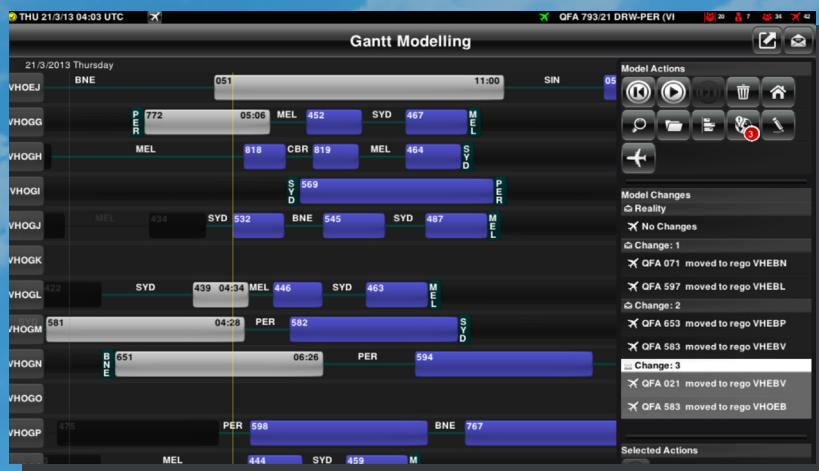 THU 21/3/13 04:03 UTC
QFA 793/21 DRW-PER (VI
20 7 34 42
Gantt Modelling
21/3/2013 Thursday
VHOEJ BNE 051 11:00 SIN 05
VHOGG PER 772 05:06 MEL 452 SYD 467 MEL
VHOGH MEL 818 CBR 819 MEL 464 SYD
VHOGI SYD 569 PER
VHOGJ MEL 434 SYD 532 BNE 545 SYD 487 MEL
VHOGK
VHOGL 422 SYD 439 04:34 MEL 446 SYD 463 MEL
VHOGM 581 04:28 PER 582 SYD
VHOGN BNE 651 06:26 PER 594
VHOGO
VHOGP 475 PER 598 BNE 767
MEL 444 SYD 459 M
Model Actions
3
Model Changes
Reality
No Changes
Change: 1
QFA 071 moved to rego VHEBN
QFA 597 moved to rego VHEBL
Change: 2
QFA 653 moved to rego VHEBP
QFA 583 moved to rego VHEBV
Change: 3
QFA 021 moved to rego VHEBV
QFA 583 moved to rego VHOEB
Selected Actions